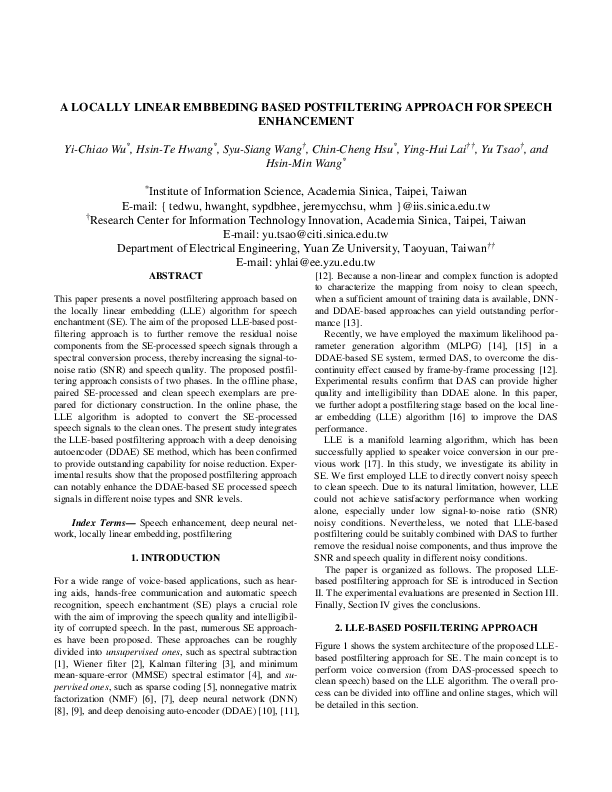 A LOCALLY LINEAR EMBBEDING BASED POSTFILTERING APPROACH FOR SPEECH
ENHANCEMENT
Yi-Chiao Wu*, Hsin-Te Hwang*, Syu-Siang Wang†, Chin-Cheng Hsu*, Ying-Hui Lai††, Yu Tsao†, and
Hsin-Min Wang*
*Institute of Information Science, Academia Sinica, Taipei, Taiwan
E-mail: { tedwu, hwanght, sypdbhee, jeremycchsu, whm }@iis.sinica.edu.tw
†Research Center for Information Technology Innovation, Academia Sinica, Taipei, Taiwan
E-mail: yu.tsao@citi.sinica.edu.tw
Department of Electrical Engineering, Yuan Ze University, Taoyuan, Taiwan††
E-mail: yhlai@ee.yzu.edu.tw
ABSTRACT
This paper presents a novel postfiltering approach based on
the locally linear embedding (LLE) algorithm for speech
enchantment (SE). The aim of the proposed LLE-based post-
filtering approach is to further remove the residual noise
components from the SE-processed speech signals through a
spectral conversion process, thereby increasing the signal-to-
noise ratio (SNR) and speech quality. The proposed postfil-
tering approach consists of two phases. In the offline phase,
paired SE-processed and clean speech exemplars are pre-
pared for dictionary construction. In the online phase, the
LLE algorithm is adopted to convert the SE-processed
speech signals to the clean ones. The present study integrates
the LLE-based postfiltering approach with a deep denoising
autoencoder (DDAE) SE method, which has been confirmed
to provide outstanding capability for noise reduction. Exper-
imental results show that the proposed postfiltering approach
can notably enhance the DDAE-based SE processed speech
signals in different noise types and SNR levels.
Index Terms— Speech enhancement, deep neural net-
work, locally linear embedding, postfiltering
1. INTRODUCTION
For a wide range of voice-based applications, such as hear-
ing aids, hands-free communication and automatic speech
recognition, speech enchantment (SE) plays a crucial role
with the aim of improving the speech quality and intelligibil-
ity of corrupted speech. In the past, numerous SE approach-
es have been proposed. These approaches can be roughly
divided into unsupervised ones, such as spectral subtraction
[1], Wiener filter [2], Kalman filtering [3], and minimum
mean-square-error (MMSE) spectral estimator [4], and su-
pervised ones, such as sparse coding [5], nonnegative matrix
factorization (NMF) [6], [7], deep neural network (DNN)
[8], [9], and deep denoising auto-encoder (DDAE) [10], [11],
[12]. Because a non-linear and complex function is adopted
to characterize the mapping from noisy to clean speech,
when a sufficient amount of training data is available, DNN-
and DDAE-based approaches can yield outstanding perfor-
mance [13].
Recently, we have employed the maximum likelihood pa-
rameter generation algorithm (MLPG) [14], [15] in a
DDAE-based SE system, termed DAS, to overcome the dis-
continuity effect caused by frame-by-frame processing [12].
Experimental results confirm that DAS can provide higher
quality and intelligibility than DDAE alone. In this paper,
we further adopt a postfiltering stage based on the local line-
ar embedding (LLE) algorithm [16] to improve the DAS
performance.
LLE is a manifold learning algorithm, which has been
successfully applied to speaker voice conversion in our pre-
vious work [17]. In this study, we investigate its ability in
SE. We first employed LLE to directly convert noisy speech
to clean speech. Due to its natural limitation, however, LLE
could not achieve satisfactory performance when working
alone, especially under low signal-to-noise ratio (SNR)
noisy conditions. Nevertheless, we noted that LLE-based
postfiltering could be suitably combined with DAS to further
remove the residual noise components, and thus improve the
SNR and speech quality in different noisy conditions.
The paper is organized as follows. The proposed LLE-
based postfiltering approach for SE is introduced in Section
II. The experimental evaluations are presented in Section III.
Finally, Section IV gives the conclusions.
2. LLE-BASED POSFILTERING APPROACH
Figure 1 shows the system architecture of the proposed LLE-
based postfiltering approach for SE. The main concept is to
perform voice conversion (from DAS-processed speech to
clean speech) based on the LLE algorithm. The overall pro-
cess can be divided into offline and online stages, which will
be detailed in this section.